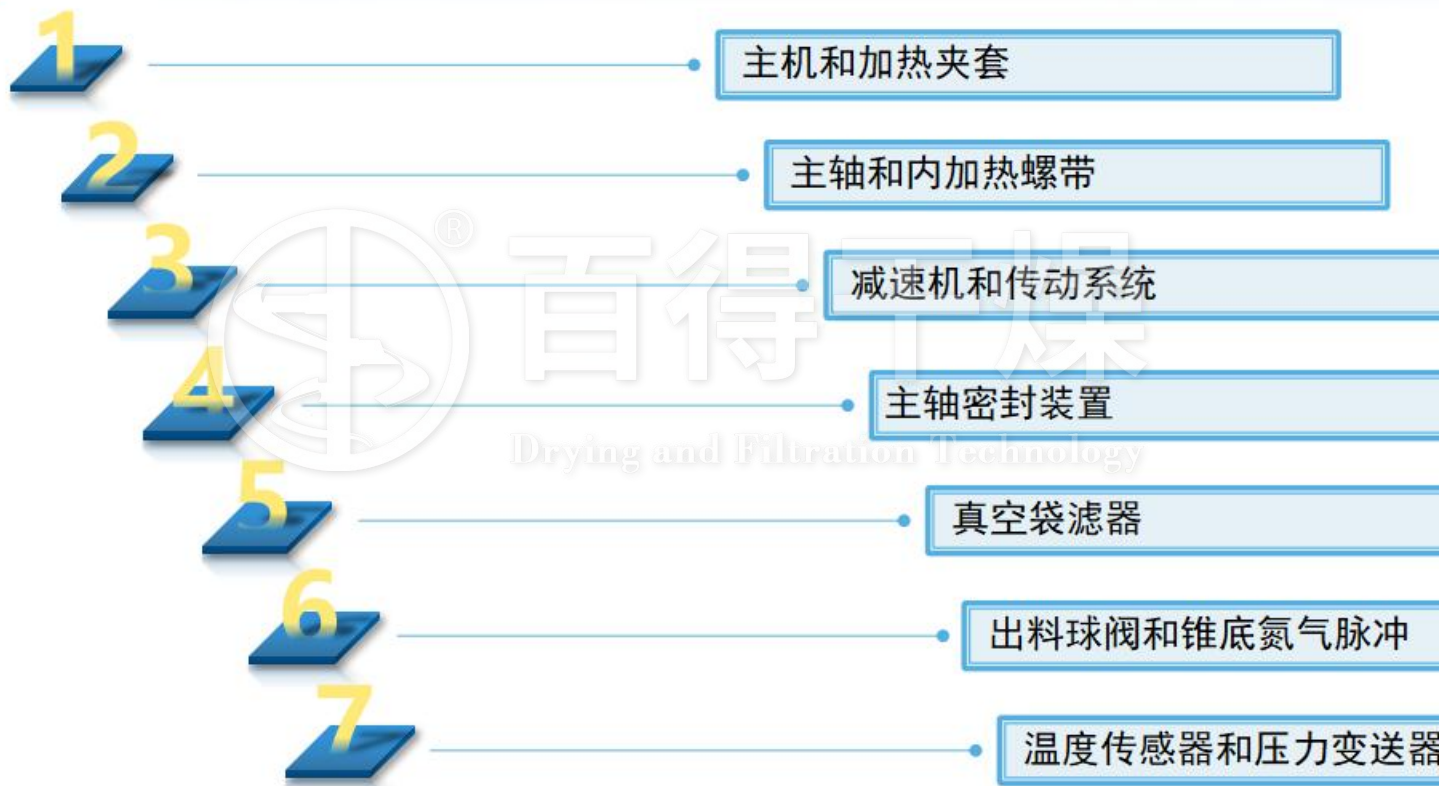 1
主机和加热夹套
2
主轴和内加热螺带
3
减速机和传动系统
4
主轴密封装置
5
真空袋滤器
6
出料球阀和锥底氮气脉冲
7
温度传感器和压力变送器
®
百得干燥
Drying and Filtration Technology